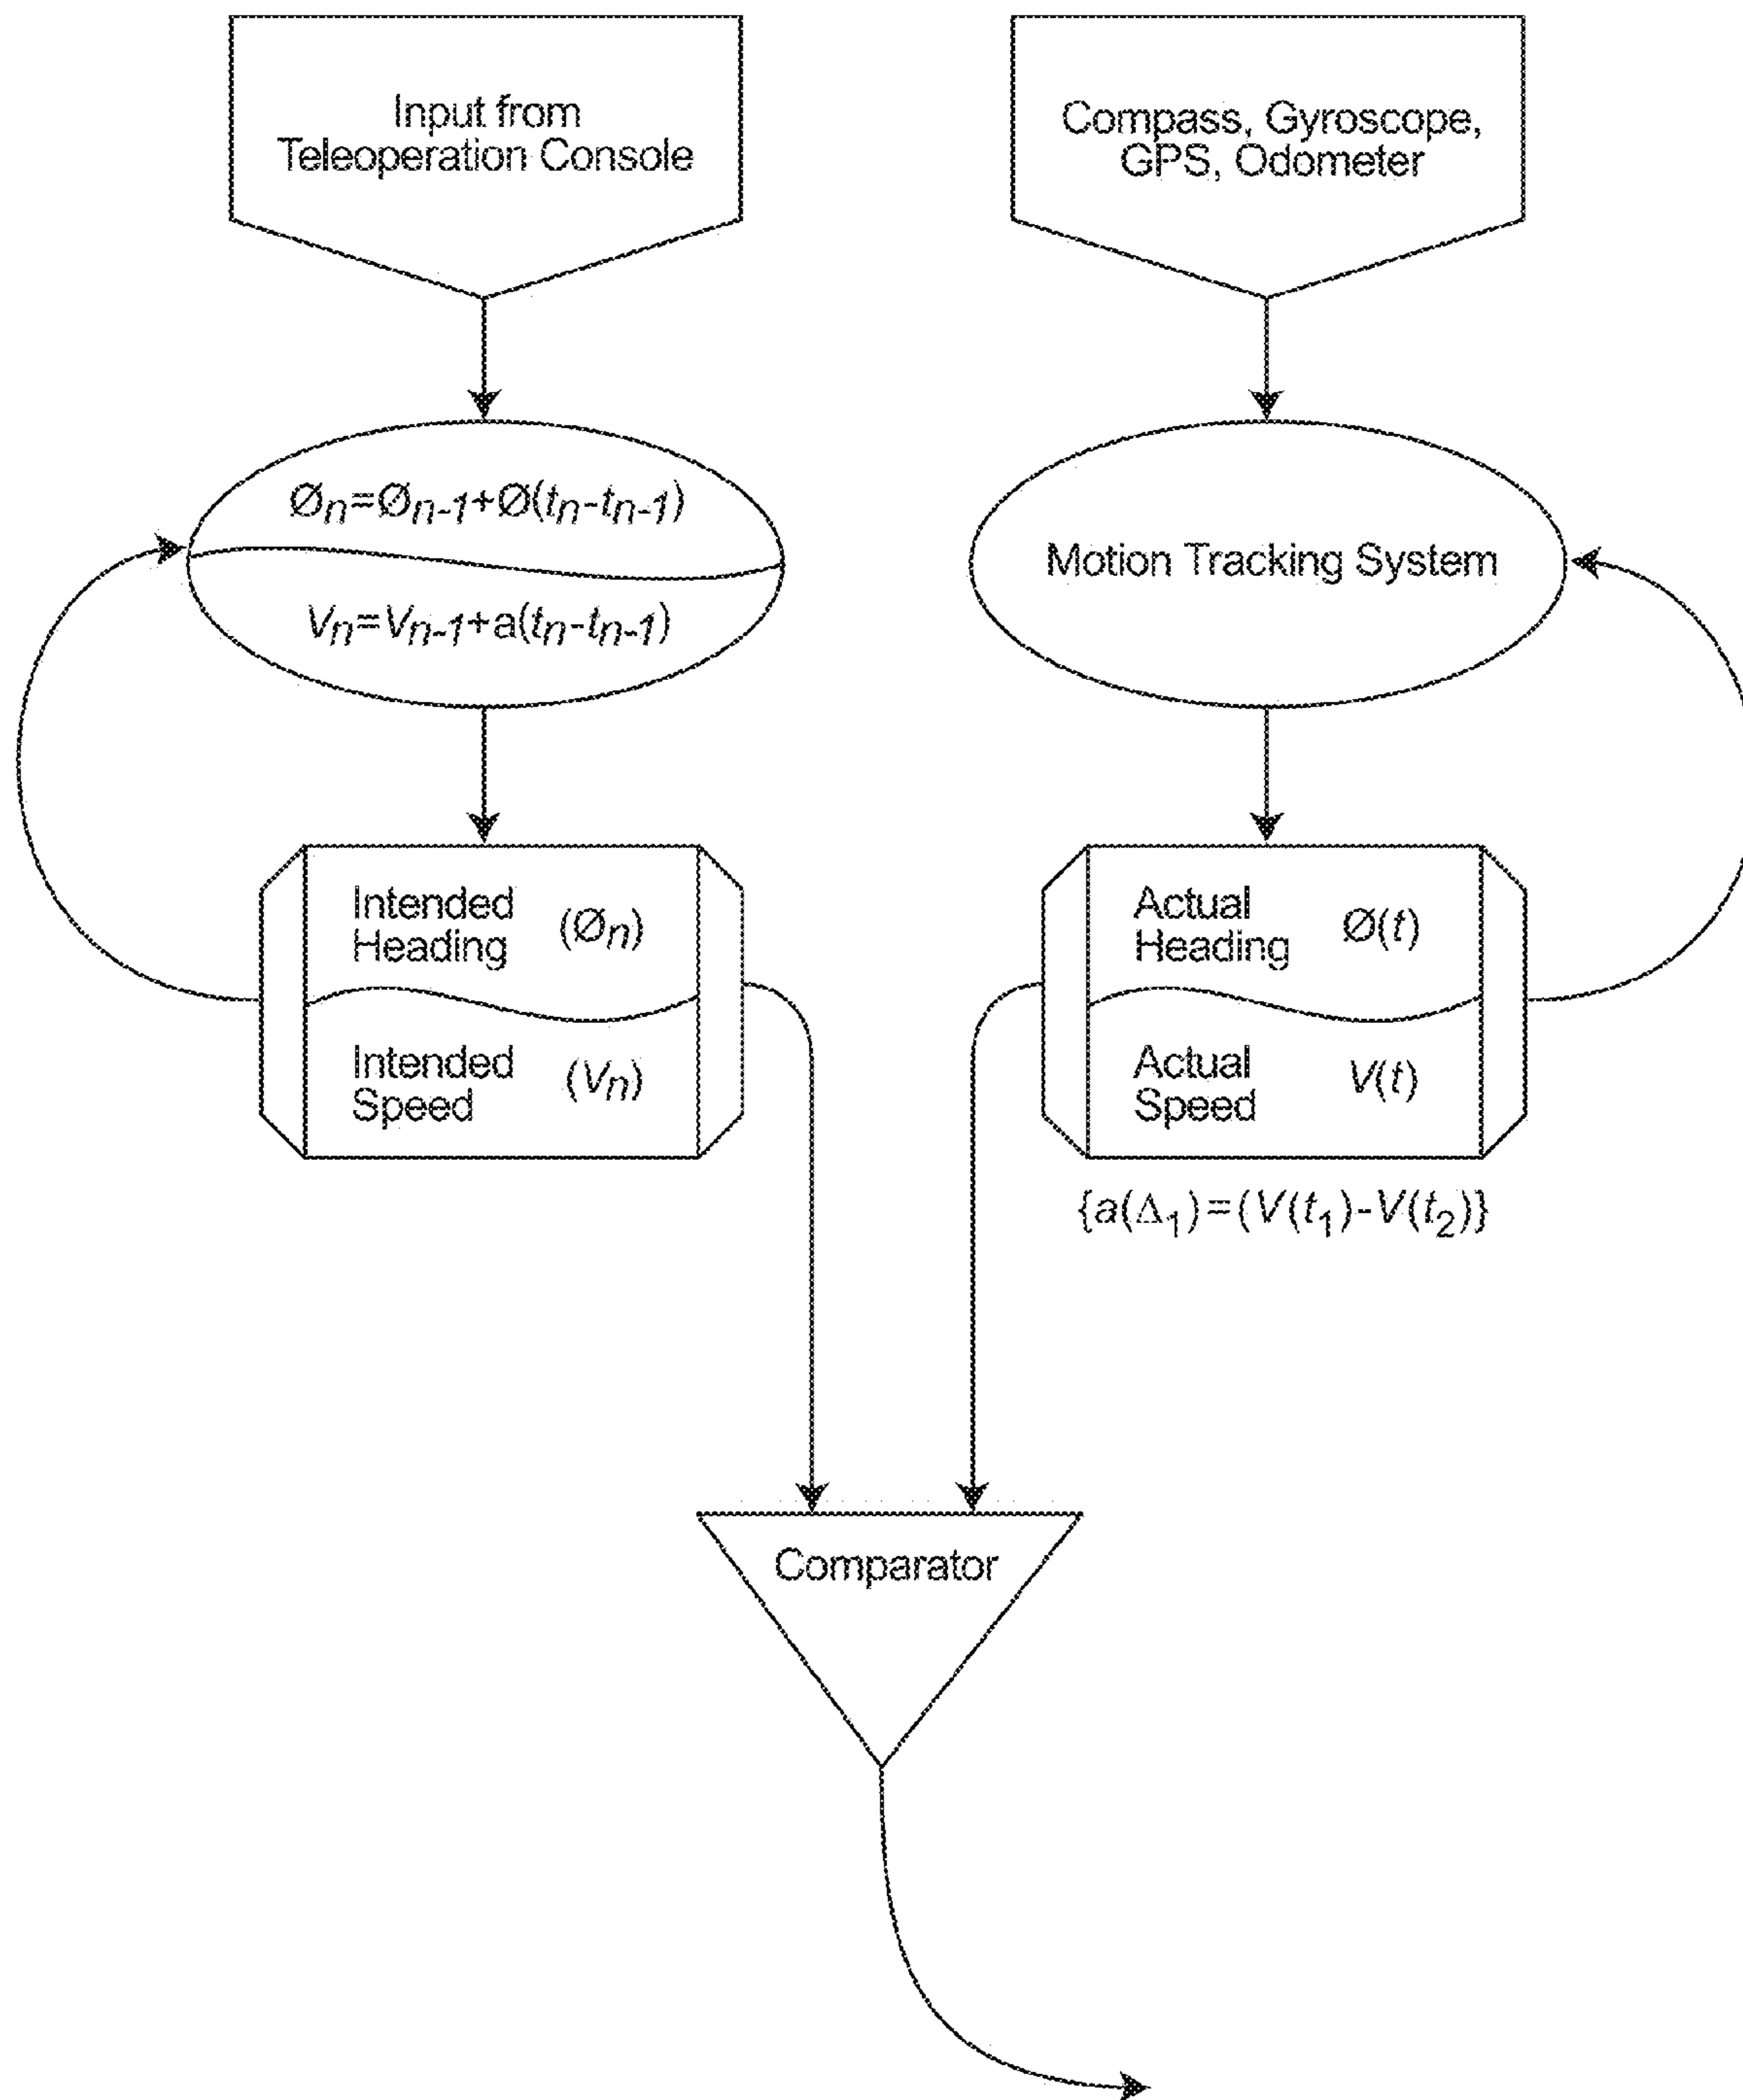 Input from
Teleoperation Console
Compass, Gyroscope,
GPS, Odometer
Øₙ=Øₙ₋₁+Ø(tₙ-tₙ₋₁)
Vₙ=Vₙ₋₁+a(tₙ-tₙ₋₁)
Motion Tracking System
Intended
Heading (Øₙ)
Intended
Speed (Vₙ)
Actual
Heading Ø(t)
Actual
Speed V(t)
{a(Δ₁)=(V(t₁)-V(t₂)}
Comparator